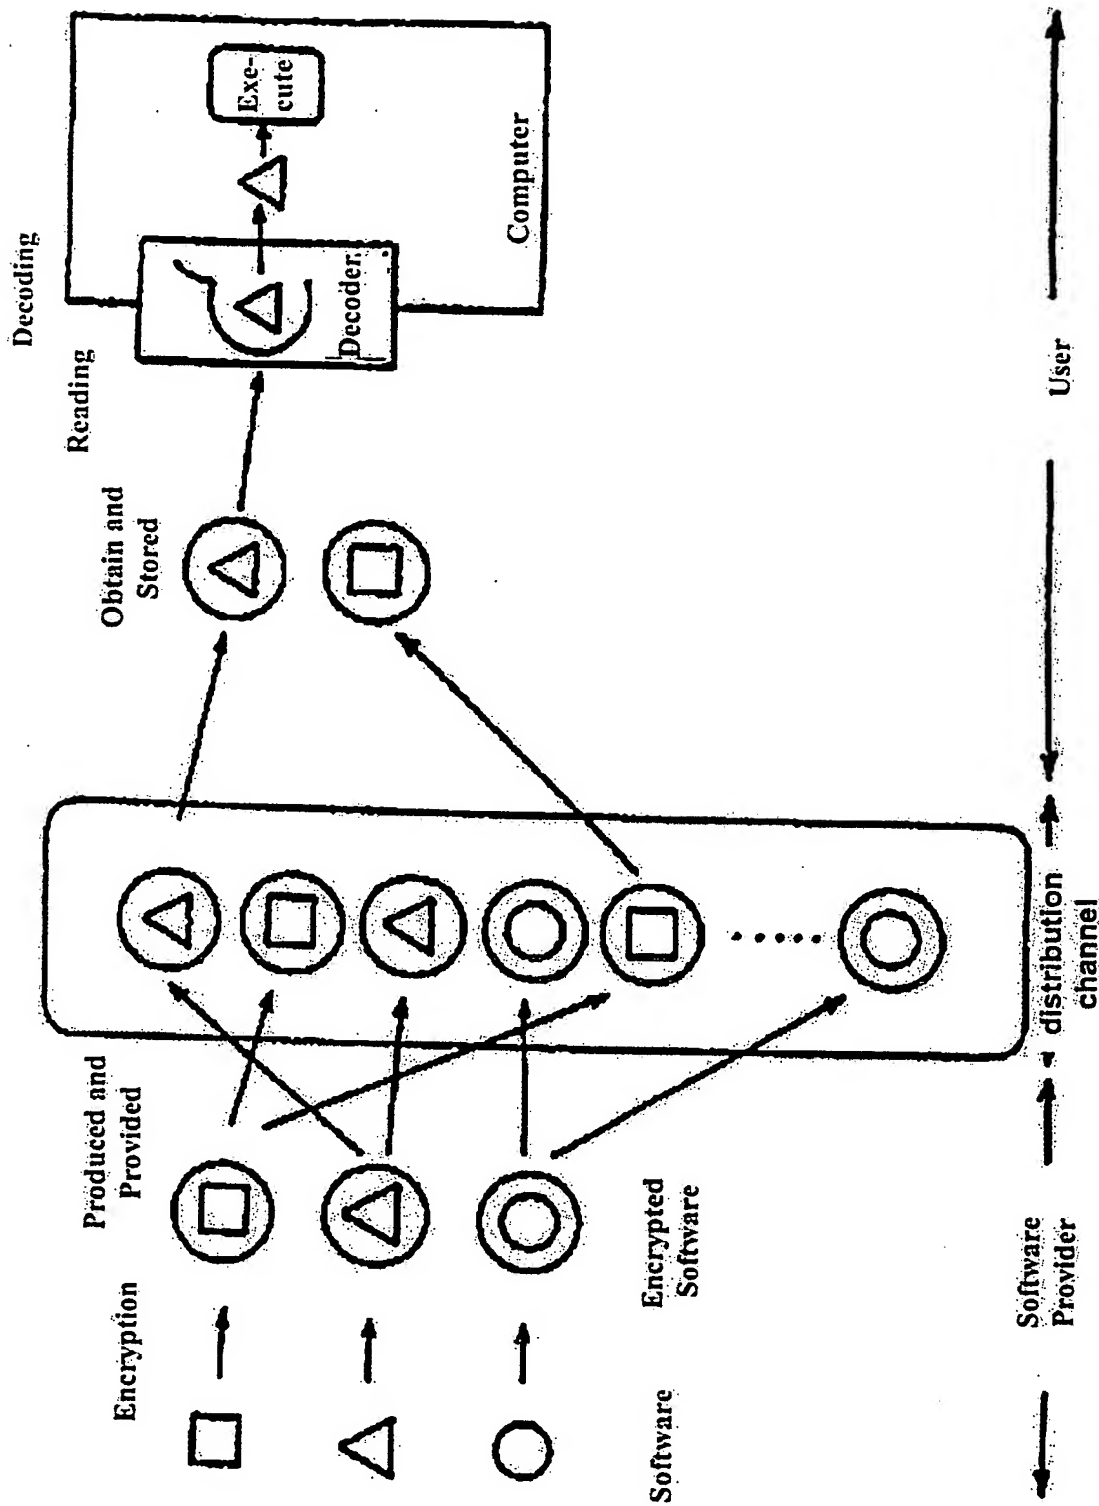 Encryption
Produced and
Provided
Obtain and
Stored
Reading
Decoding
Decoder
Exe-
cute
Computer
Software
Encrypted
Software
Software
Provider
distribution
channel
User